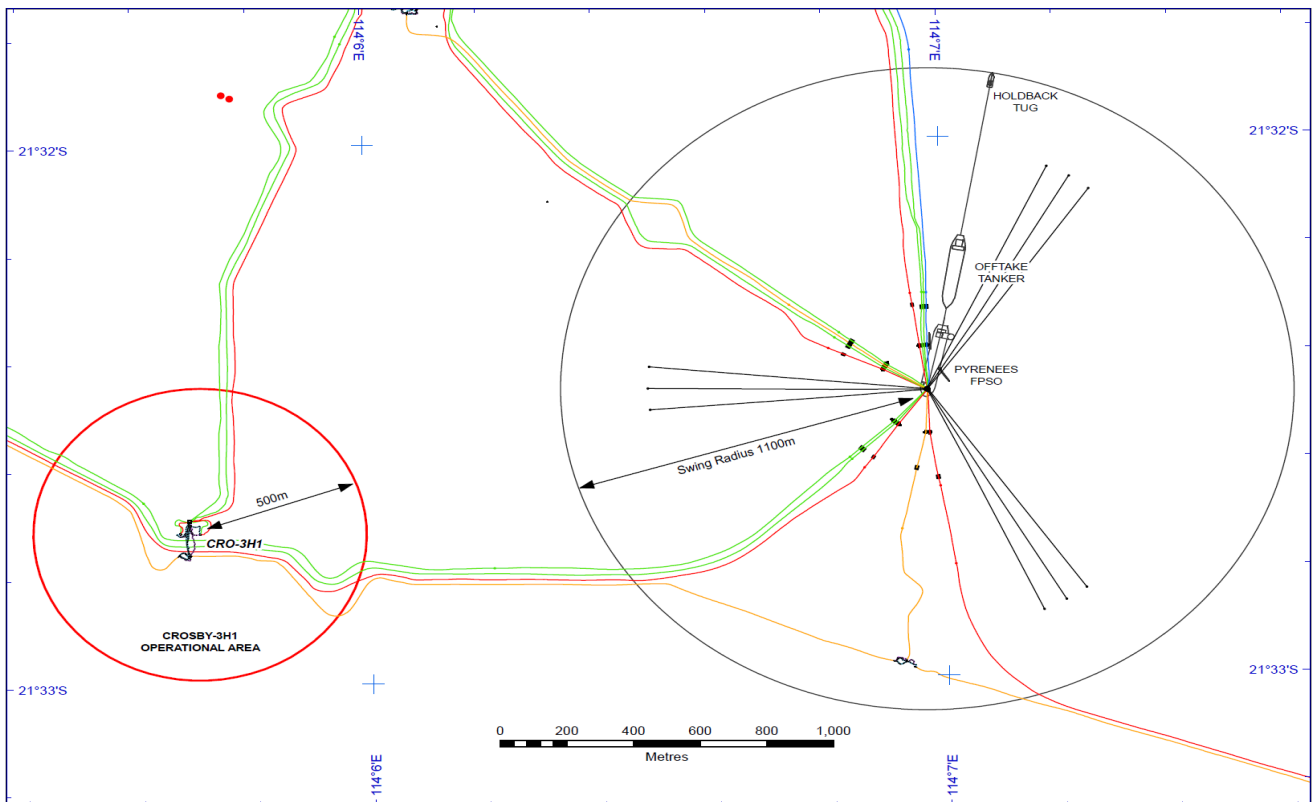 114°6'E
114°7'E
HOLDBACK
TUG
21°32'S
21°32'S
OFFTAKE
TANKER
PYRENEES
FPSO
Swing Radius 1100m
500m
CRO-3H1
CROSBY-3H1
OPERATIONAL AREA
21°33'S
21°33'S
0 200 400 600 800 1,000
Metres
114°6'E
114°7'E